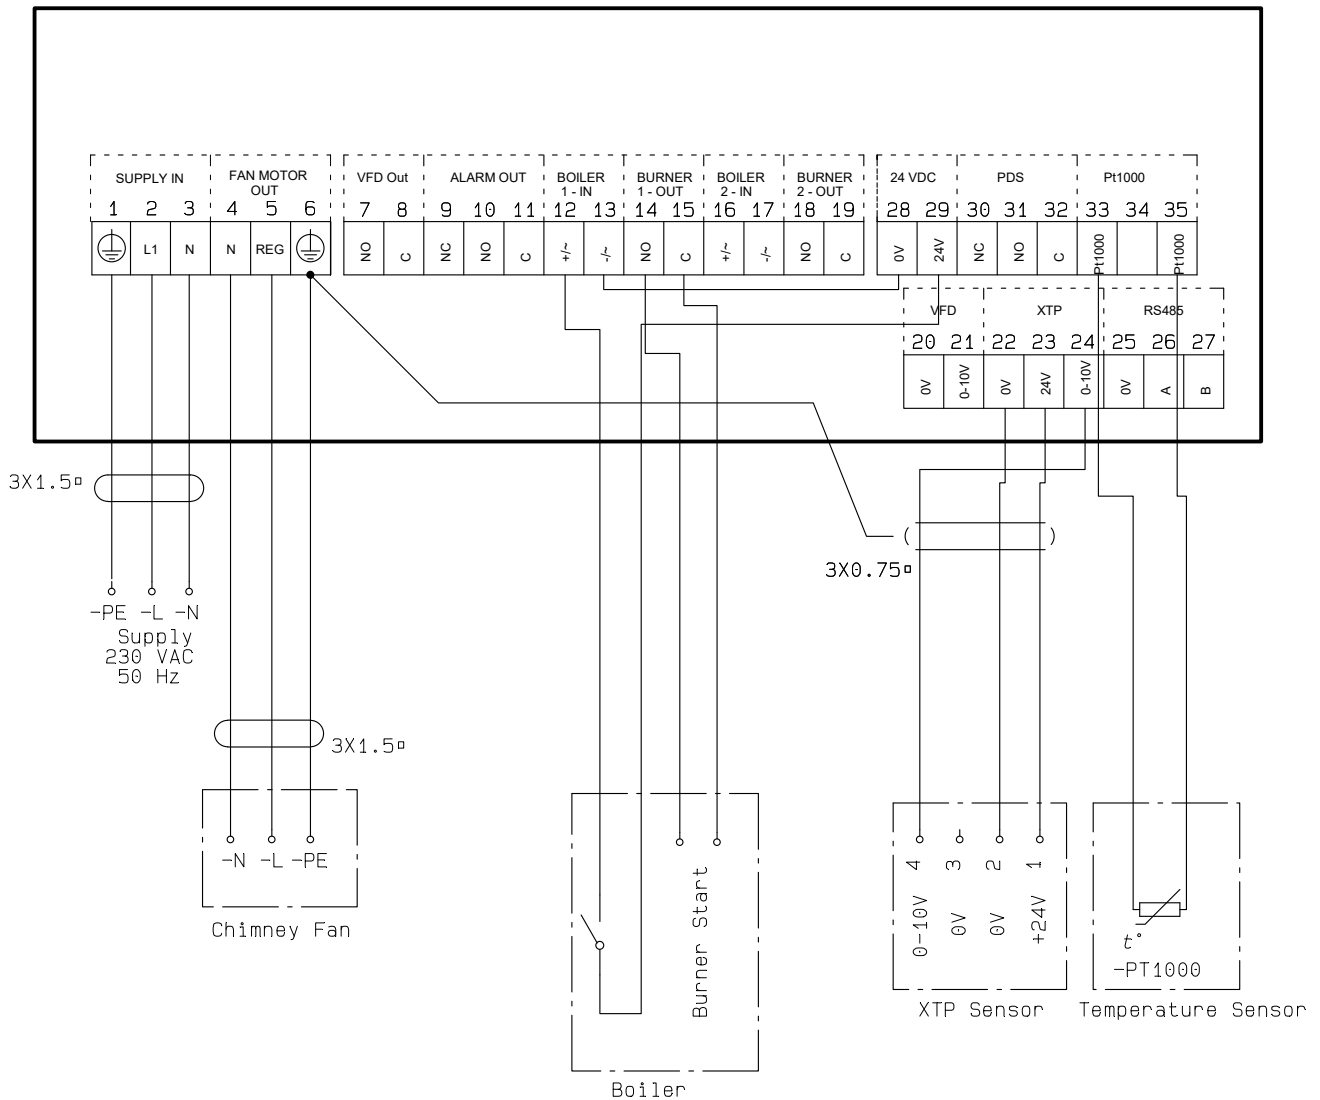 SUPPLY IN
FAN MOTOR
OUT
VFD Out
ALARM OUT
BOILER
1 - IN
BURNER
1 - OUT
BOILER
2 - IN
BURNER
2 - OUT
24 VDC
PDS
Pt1000
1 2 3 4 5 6 7 8 9 10 11 12 13 14 15 16 17 18 19 28 29 30 31 32 33 34 35
L1 N N REG NO C NC NO C +/~ -/~ NO C +/~ -/~ NO C 0V 24V NC NO C Pt1000 Pt1000
VFD
XTP
RS485
20 21 22 23 24 25 26 27
0V 0-10V 0V 24V 0-10V 0V A B
3X1.5
3X0.75
-PE -L -N
Supply
230 VAC
50 Hz
3X1.5
-N -L -PE
Chimney Fan
Burner Start
Boiler
4 3 2 1
0-10V 0V 0V +24V
XTP Sensor
t°
-PT1000
Temperature Sensor